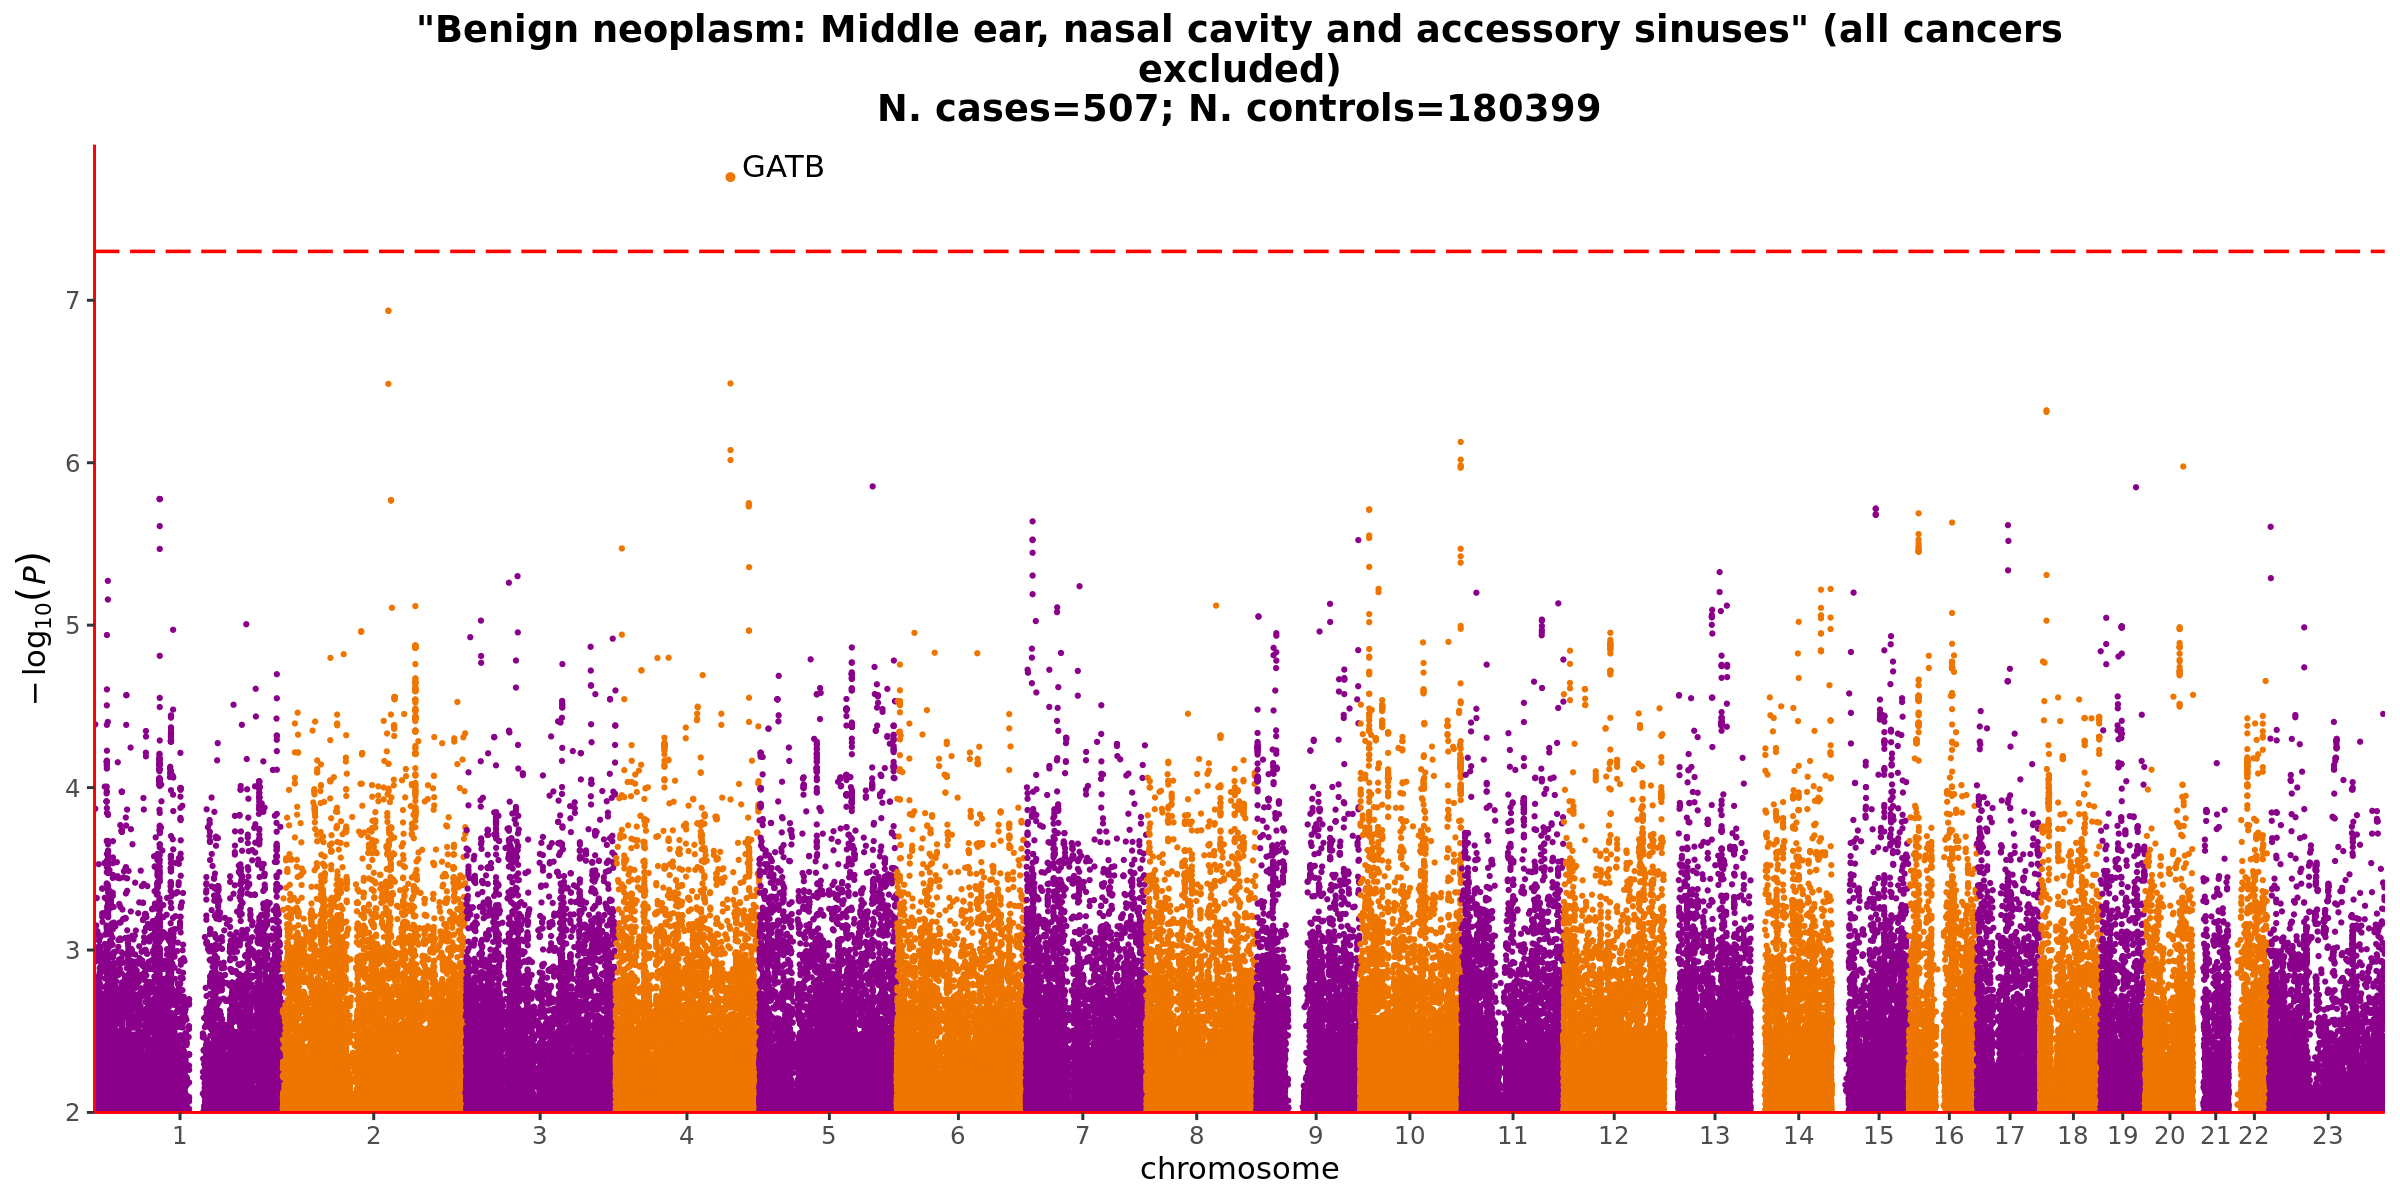 "Benign neoplasm: Middle ear, nasal cavity and accessory sinuses" (all cancers
excluded)
N. cases=507; N. controls=180399
GATB
7
6
5
4
3
2
−log₁₀(P)
1 2 3 4 5 6 7 8 9 10 11 12 13 14 15 16 17 18 19 20 21 22 23
chromosome